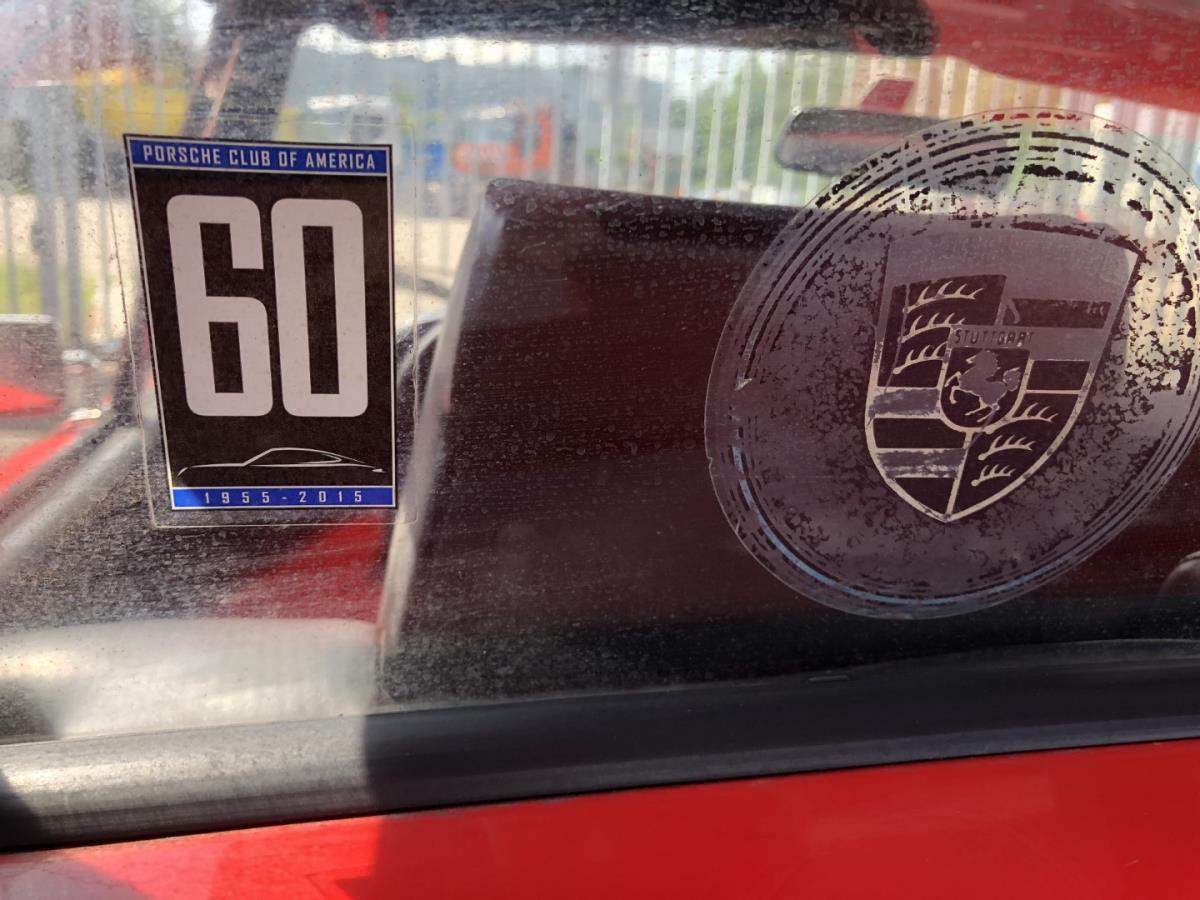 PORSCHE CLUB OF AMERICA
60
1955-2015
STUTTGART